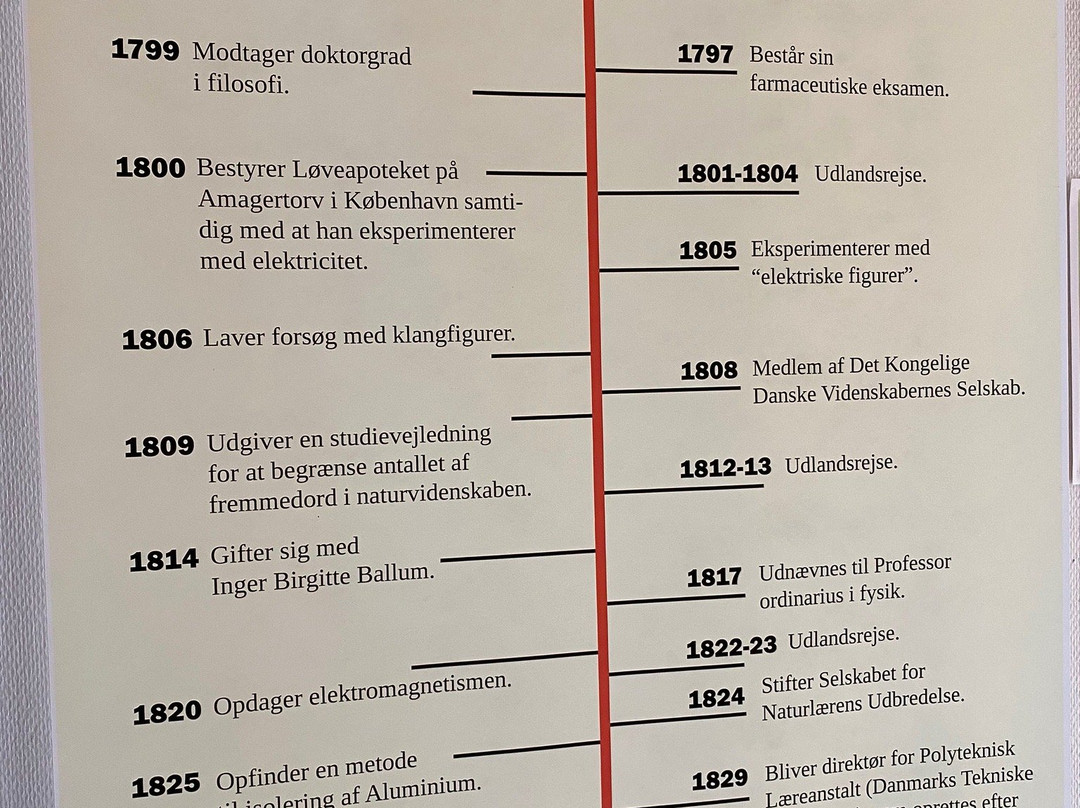 1799 Modtager doktorgrad
i filosofi.
1800 Bestyrer Løveapoteket på
Amagertorv i København samti-
dig med at han eksperimenterer
med elektricitet.
1806 Laver forsøg med klangfigurer.
1809 Udgiver en studievejledning
for at begrænse antallet af
fremmedord i naturvidenskaben.
1814 Gifter sig med
Inger Birgitte Ballum.
1820 Opdager elektromagnetismen.
1825 Opfinder en metode
til isolering af Aluminium.
1797 Består sin
farmaceutiske eksamen.
1801-1804 Udlandsrejse.
1805 Eksperimenterer med
“elektriske figurer”.
1808 Medlem af Det Kongelige
Danske Videnskabernes Selskab.
1812-13 Udlandsrejse.
1817 Udnævnes til Professor
ordinarius i fysik.
1822-23 Udlandsrejse.
1824 Stifter Selskabet for
Naturlærens Udbredelse.
1829 Bliver direktør for Polyteknisk
Læreanstalt (Danmarks Tekniske
oprettes efter